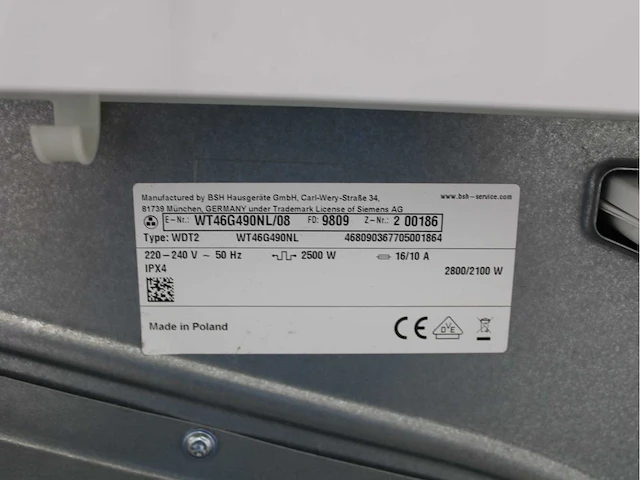 Manufactured by BSH Hausgeräte GmbH, Carl-Wery-Straße 34,
81739 München, GERMANY under Trademark License of Siemens AG
www.bsh-service.com
E-Nr.: WT46G490NL/08 FD: 9809 Z-Nr.: 2 00186
Type: WDT2 WT46G490NL 468090367705001864
220-240 V ~ 50 Hz 2500 W 16/10 A
IPX4 2800/2100 W
Made in Poland CE DVE